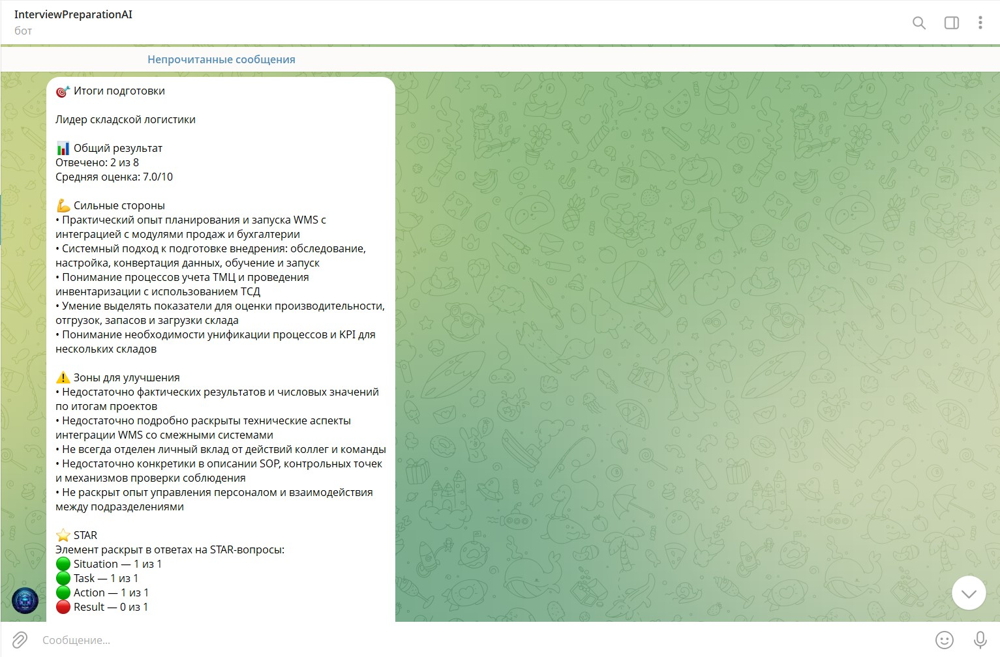 InterviewPreparationAI
бот
Непрочитанные сообщения
🎯 Итоги подготовки
Лидер складской логистики
📊 Общий результат
Отвечено: 2 из 8
Средняя оценка: 7.0/10
💪 Сильные стороны
• Практический опыт планирования и запуска WMS с
интеграцией с модулями продаж и бухгалтерии
• Системный подход к подготовке внедрения: обследование,
настройка, конвертация данных, обучение и запуск
• Понимание процессов учета ТМЦ и проведения
инвентаризации с использованием ТСД
• Умение выделять показатели для оценки производительности,
отгрузок, запасов и загрузки склада
• Понимание необходимости унификации процессов и KPI для
нескольких складов
⚠️ Зоны для улучшения
• Недостаточно фактических результатов и числовых значений
по итогам проектов
• Недостаточно подробно раскрыты технические аспекты
интеграции WMS со смежными системами
• Не всегда отделен личный вклад от действий коллег и команды
• Недостаточно конкретики в описании SOP, контрольных точек
и механизмов проверки соблюдения
• Не раскрыт опыт управления персоналом и взаимодействия
между подразделениями
⭐ STAR
Элемент раскрыт в ответах на STAR-вопросы:
🟢 Situation — 1 из 1
🟢 Task — 1 из 1
🟢 Action — 1 из 1
🔴 Result — 0 из 1
Сообщение...